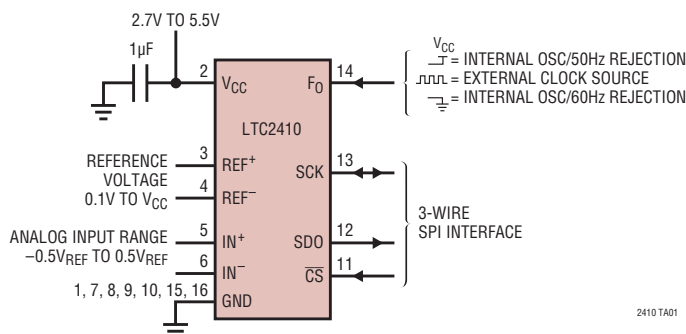 2.7V TO 5.5V
1µF
2
VCC
FO
14
VCC
= INTERNAL OSC/50Hz REJECTION
= EXTERNAL CLOCK SOURCE
= INTERNAL OSC/60Hz REJECTION
LTC2410
REFERENCE
VOLTAGE
0.1V TO VCC
3
REF+
4
REF–
SCK
13
ANALOG INPUT RANGE
–0.5VREF TO 0.5VREF
5
IN+
6
IN–
SDO
12
CS
11
3-WIRE
SPI INTERFACE
1, 7, 8, 9, 10, 15, 16
GND
2410 TA01